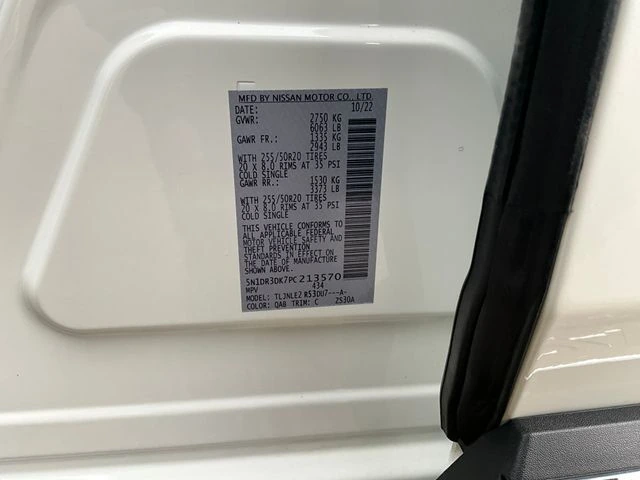 MFD BY NISSAN MOTOR CO., LTD.
DATE: 10/22
GVWR: 2750 KG
6063 LB
GAWR FR.: 1335 KG
2943 LB
WITH 255/50R20 TIRES
20 X 8.0 RIMS AT 35 PSI
COLD SINGLE
GAWR RR.: 1530 KG
3373 LB
WITH 255/50R20 TIRES
20 X 8.0 RIMS AT 35 PSI
COLD SINGLE
THIS VEHICLE CONFORMS TO
ALL APPLICABLE FEDERAL
MOTOR VEHICLE SAFETY AND
THEFT PREVENTION
STANDARDS IN EFFECT
ON THE DATE OF MANUFACTURE
SHOWN ABOVE.
5N1DR3DK7PC213570
MPV 434
MODEL: TLJNLE2 R53DU7---A-
COLOR: QAB TRIM: C 2S30A